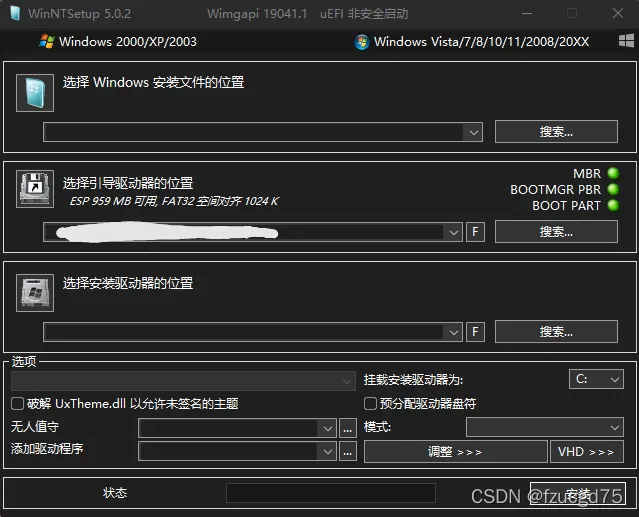 WinNTSetup 5.0.2 Wimgapi 19041.1 uEFI 非安全启动
Windows 2000/XP/2003 Windows Vista/7/8/10/11/2008/20XX
选择 Windows 安装文件的位置
搜索...
选择引导驱动器的位置
ESP 959 MB 可用, FAT32 空间对齐 1024 K
MBR
BOOTMGR PBR
BOOT PART
F 搜索...
选择安装驱动器的位置
F 搜索...
选项
挂载安装驱动器为: C:
破解 UxTheme.dll 以允许未签名的主题 预分配驱动器盘符
无人值守 ... 模式:
添加驱动程序 ... 调整 >>> VHD >>>
状态 安装
CSDN @fzucgd75